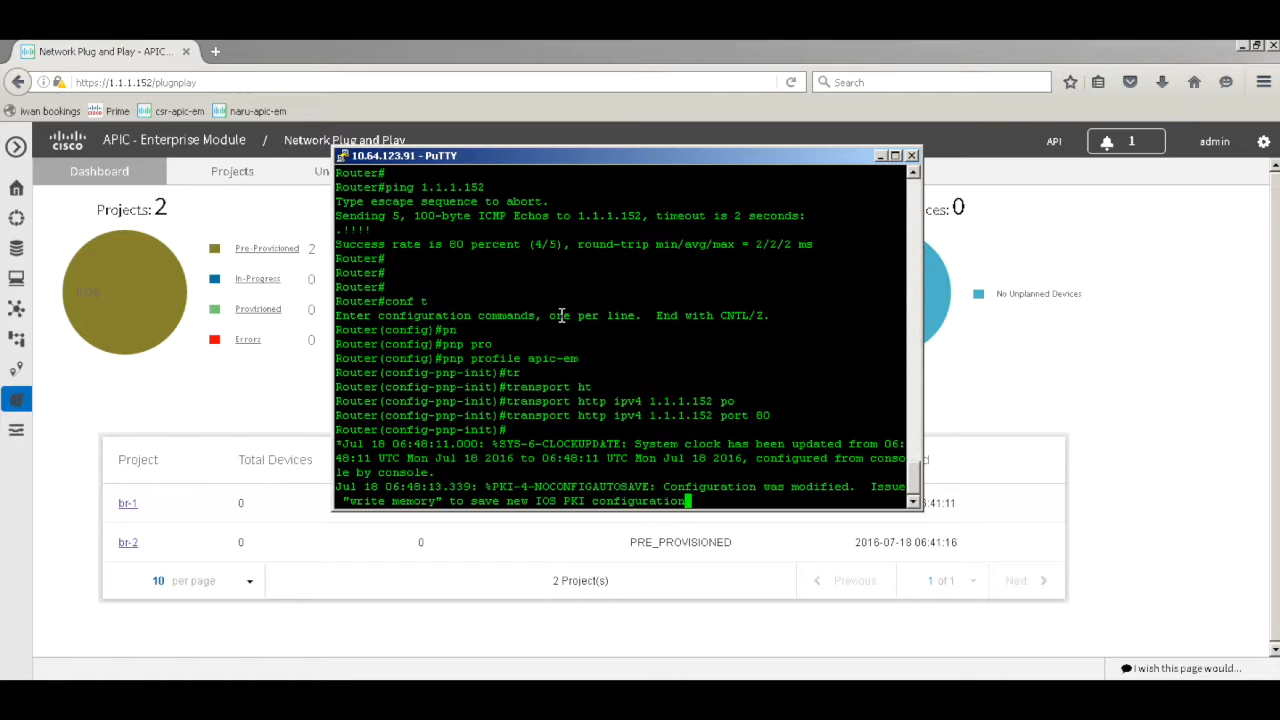 Network Plug and Play - APIC...
https://1.1.1.152/plugnplay
Search
iwan bookings
Prime
csr-apic-em
naru-apic-em
CISCO
APIC - Enterprise Module / Network Plug and Play
API
1
admin
Dashboard
Projects
Un
ces: 0
Projects: 2
Pre-Provisioned 2
In-Progress 0
Provisioned 0
Errors 0
No Unplanned Devices
10.64.123.91 - PuTTY
Router#
Router#ping 1.1.1.152
Type escape sequence to abort.
Sending 5, 100-byte ICMP Echos to 1.1.1.152, timeout is 2 seconds:
.!!!!
Success rate is 80 percent (4/5), round-trip min/avg/max = 2/2/2 ms
Router#
Router#
Router#
Router#conf t
Enter configuration commands, one per line.  End with CNTL/Z.
Router(config)#pn
Router(config)#pnp pro
Router(config)#pnp profile apic-em
Router(config-pnp-init)#tr
Router(config-pnp-init)#transport ht
Router(config-pnp-init)#transport http ipv4 1.1.1.152 po
Router(config-pnp-init)#transport http ipv4 1.1.1.152 port 80
Router(config-pnp-init)#
*Jul 18 06:48:11.000: %SYS-6-CLOCKUPDATE: System clock has been updated from 06:
48:11 UTC Mon Jul 18 2016 to 06:48:11 UTC Mon Jul 18 2016, configured from conso
le by console.
Jul 18 06:48:13.339: %PKI-4-NOCONFIGAUTOSAVE: Configuration was modified.  Issue
"write memory" to save new IOS PKI configuration
Project
Total Devices
d
br-1
0
41:11
br-2
0
0
PRE_PROVISIONED
2016-07-18 06:41:16
10 per page
2 Project(s)
Previous
1 of 1
Next
I wish this page would...